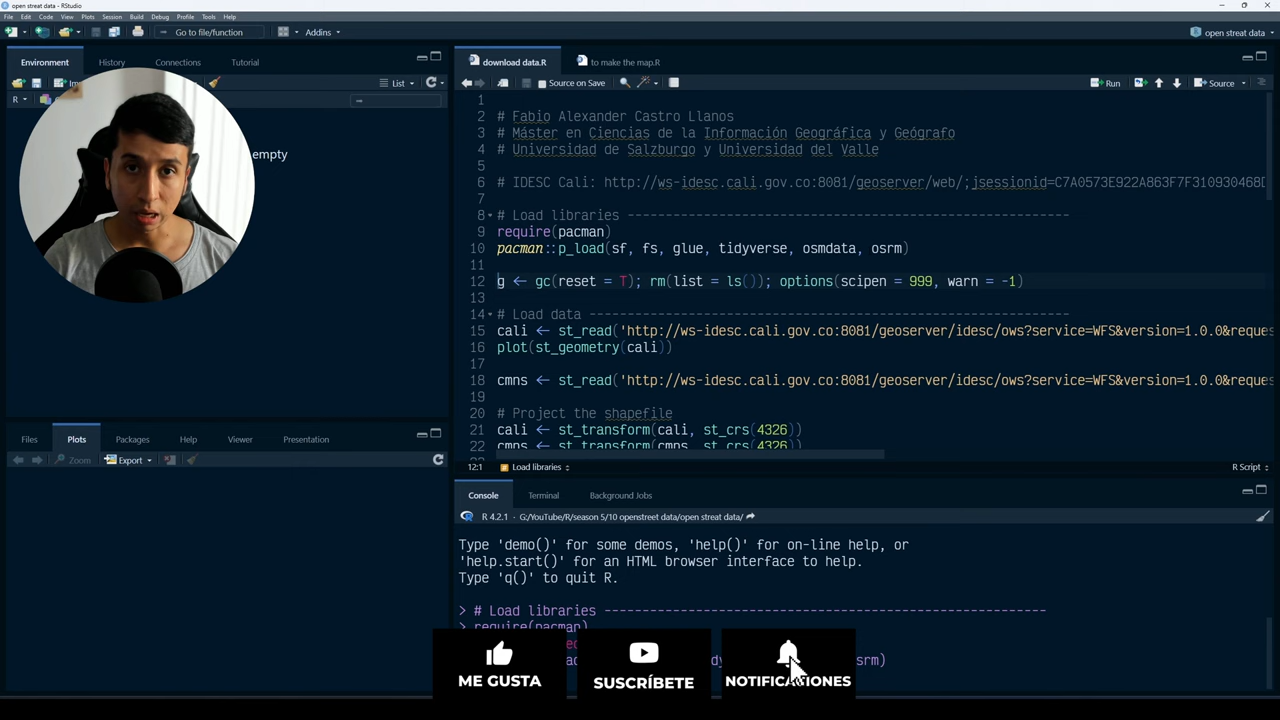 open streat data - RStudio
File Edit Code View Plots Session Build Debug Profile Tools Help
Go to file/function
Addins
open streat data
Environment History Connections Tutorial
List
R
empty
Files Plots Packages Help Viewer Presentation
Zoom Export
download data.R
to make the map.R
Source on Save
Run
Source
1
2 # Fabio Alexander Castro Llanos
3 # Máster en Ciencias de la Información Geográfica y Geógrafo
4 # Universidad de Salzburgo y Universidad del Valle
5
6 # IDESC Cali: http://ws-idesc.cali.gov.co:8081/geoserver/web/;jsessionid=C7A0573E922A863F7F310930468D
7
8 # Load libraries ----------------------------------------------------------
9 require(pacman)
10 pacman::p_load(sf, fs, glue, tidyverse, osmdata, osrm)
11
12 g <- gc(reset = T); rm(list = ls()); options(scipen = 999, warn = -1)
13
14 # Load data ---------------------------------------------------------------
15 cali <- st_read('http://ws-idesc.cali.gov.co:8081/geoserver/idesc/ows?service=WFS&version=1.0.0&reques
16 plot(st_geometry(cali))
17
18 cmns <- st_read('http://ws-idesc.cali.gov.co:8081/geoserver/idesc/ows?service=WFS&version=1.0.0&reques
19
20 # Project the shapefile
21 cali <- st_transform(cali, st_crs(4326))
22 cmns <- st_transform(cmns, st_crs(4326))
12:1 Load libraries
R Script
Console Terminal Background Jobs
R 4.2.1 · G:/YouTube/R/season 5/10 openstreet data/open streat data/
Type 'demo()' for some demos, 'help()' for on-line help, or
'help.start()' for an HTML browser interface to help.
Type 'q()' to quit R.
> # Load libraries ----------------------------------------------------------
> require(pacman)
srm)
ME GUSTA
SUSCRÍBETE
NOTIFICACIONES